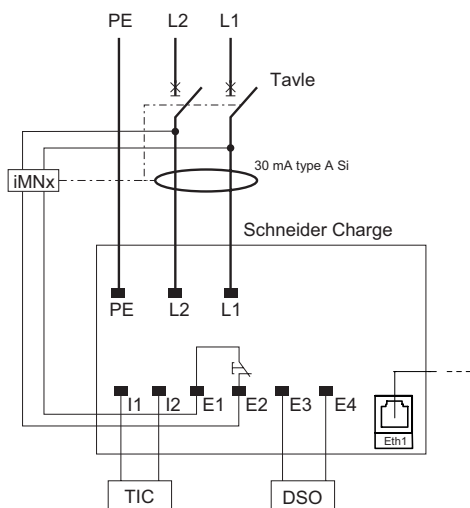 PE L2 L1
Tavle
30 mA type A Si
iMNx
Schneider Charge
PE L2 L1
I1 I2 E1 E2 E3 E4
Eth1
TIC DSO